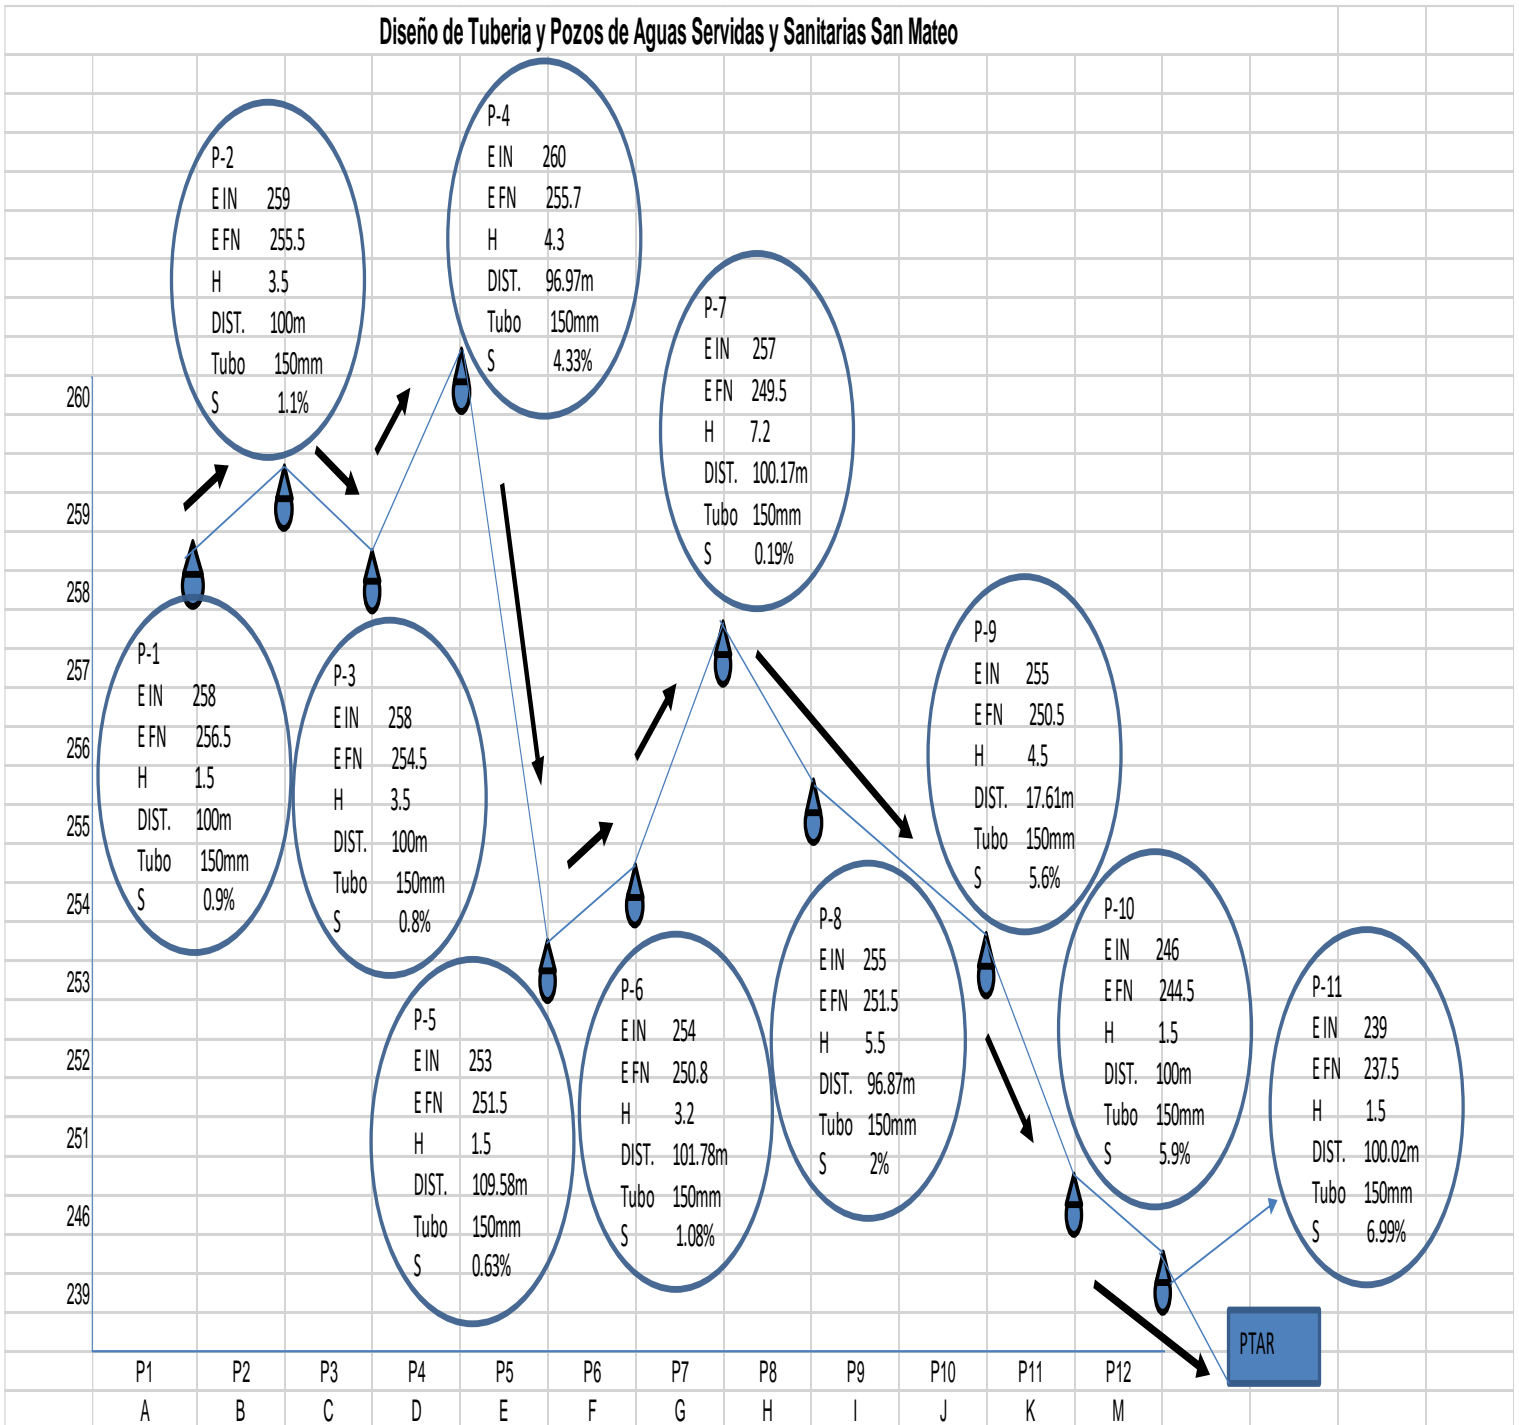 Diseño de Tuberia y Pozos de Aguas Servidas y Sanitarias San Mateo
P-4
E IN 260
E FN 255.7
H 4.3
DIST. 96.97m
Tubo 150mm
S 4.33%
P-2
E IN 259
E FN 255.5
H 3.5
DIST. 100m
Tubo 150mm
S 1.1%
P-7
E IN 257
E FN 249.5
H 7.2
DIST. 100.17m
Tubo 150mm
S 0.19%
P-1
E IN 258
E FN 256.5
H 1.5
DIST. 100m
Tubo 150mm
S 0.9%
P-3
E IN 258
E FN 254.5
H 3.5
DIST. 100m
Tubo 150mm
S 0.8%
P-9
E IN 255
E FN 250.5
H 4.5
DIST. 17.61m
Tubo 150mm
S 5.6%
P-8
E IN 255
E FN 251.5
H 5.5
DIST. 96.87m
Tubo 150mm
S 2%
P-10
E IN 246
E FN 244.5
H 1.5
DIST. 100m
Tubo 150mm
S 5.9%
P-5
E IN 253
E FN 251.5
H 1.5
DIST. 109.58m
Tubo 150mm
S 0.63%
P-6
E IN 254
E FN 250.8
H 3.2
DIST. 101.78m
Tubo 150mm
S 1.08%
P-11
E IN 239
E FN 237.5
H 1.5
DIST. 100.02m
Tubo 150mm
S 6.99%
260
259
258
257
256
255
254
253
252
251
246
239
PTAR
P1 P2 P3 P4 P5 P6 P7 P8 P9 P10 P11 P12
A B C D E F G H I J K M